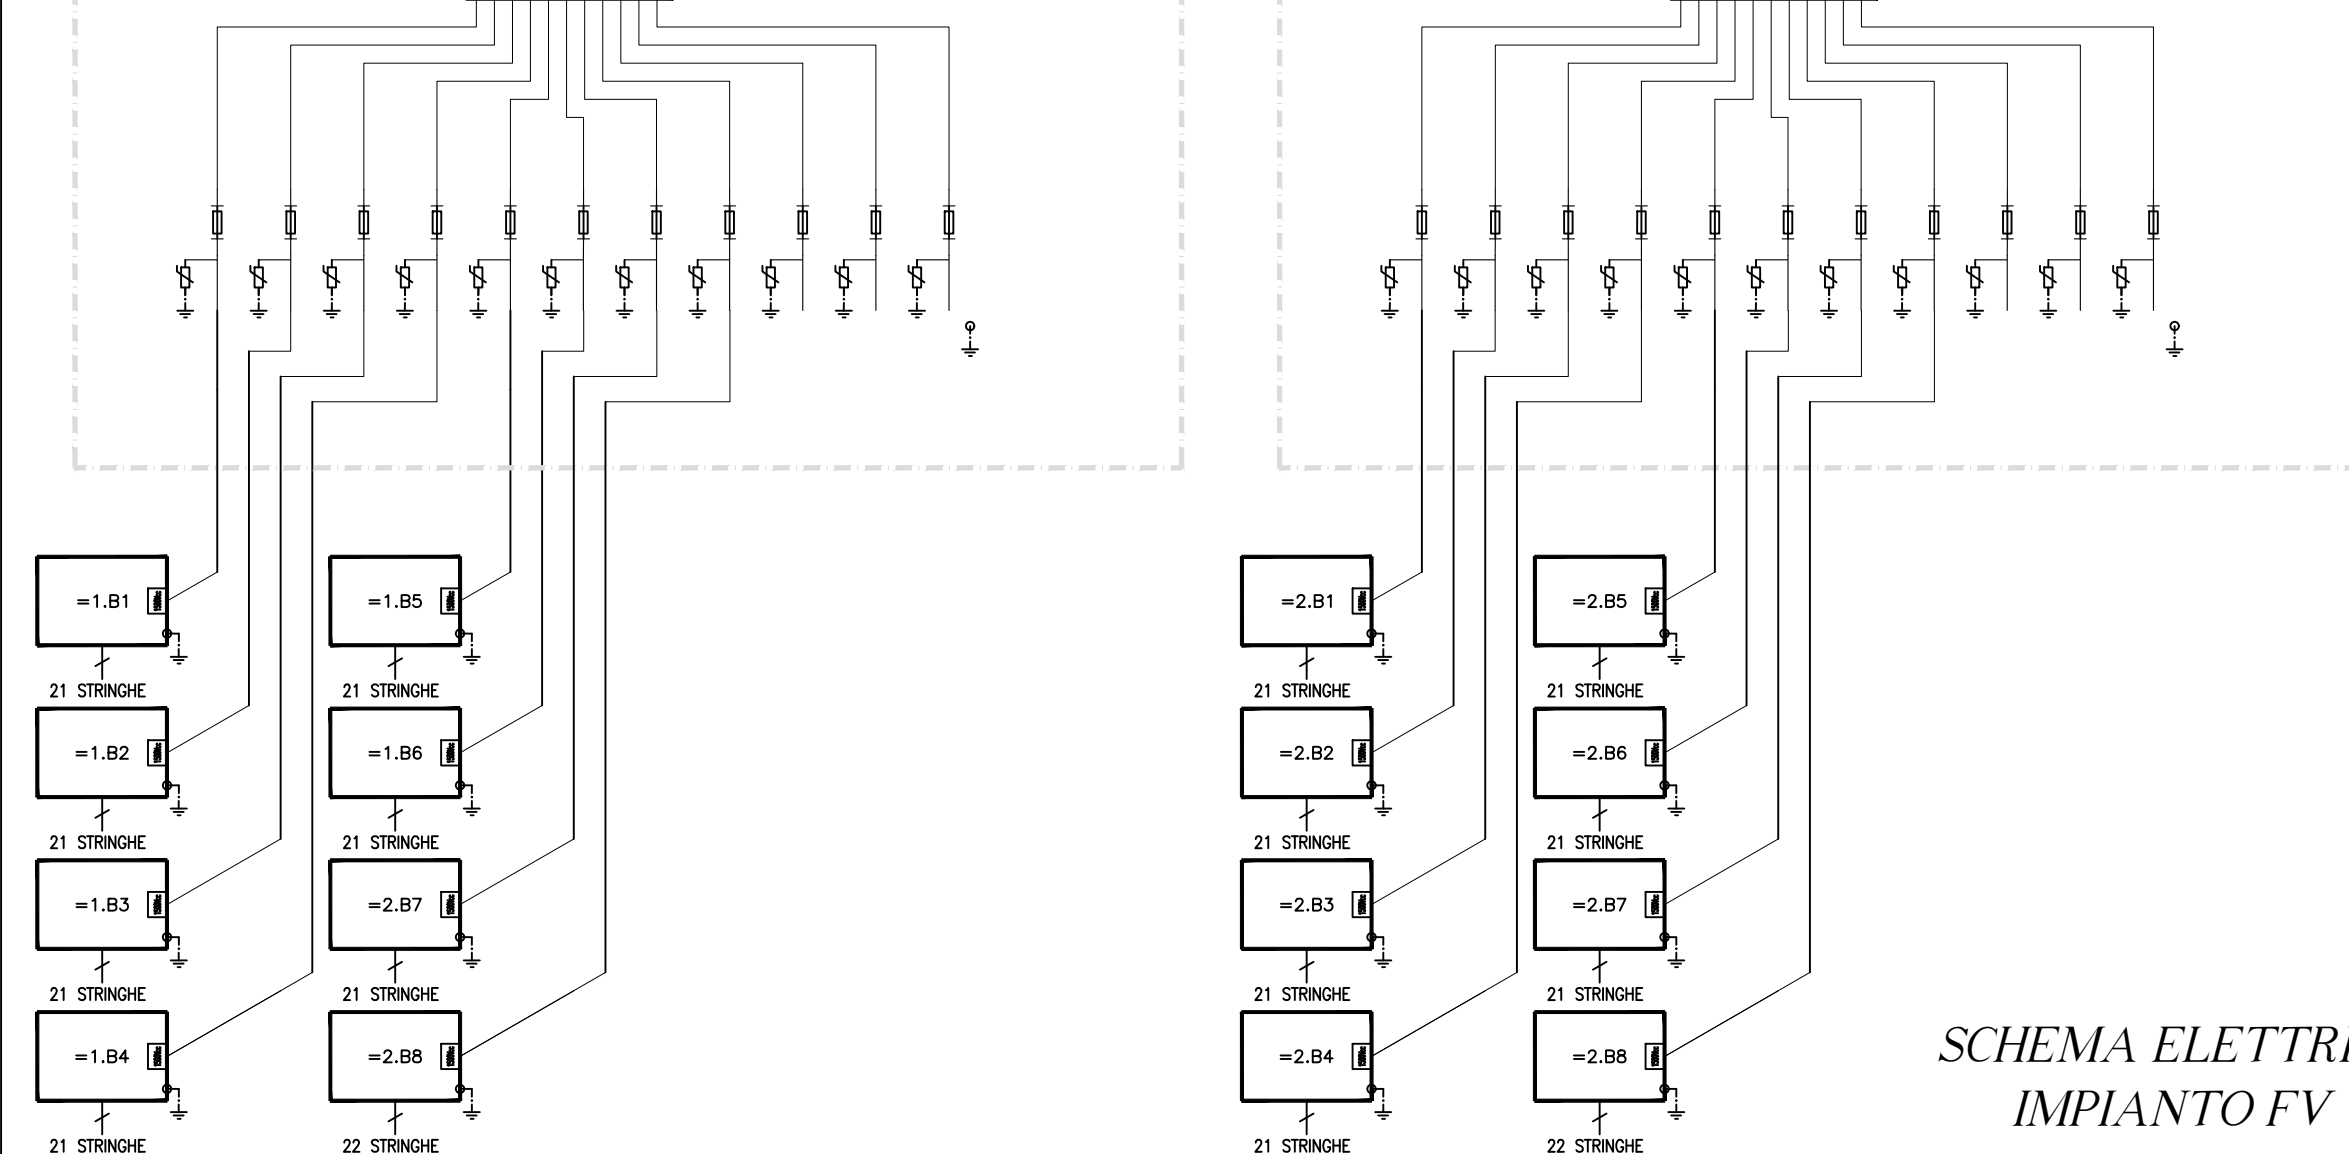 =1.B1 =1.B5 =2.B1 =2.B5
21 STRINGHE 21 STRINGHE 21 STRINGHE 21 STRINGHE
=1.B2 =1.B6 =2.B2 =2.B6
21 STRINGHE 21 STRINGHE 21 STRINGHE 21 STRINGHE
=1.B3 =2.B7 =2.B3 =2.B7
21 STRINGHE 21 STRINGHE 21 STRINGHE 21 STRINGHE
=1.B4 =2.B8 =2.B4 =2.B8
21 STRINGHE 22 STRINGHE 21 STRINGHE 22 STRINGHE
SCHEMA ELETTRI
IMPIANTO FV